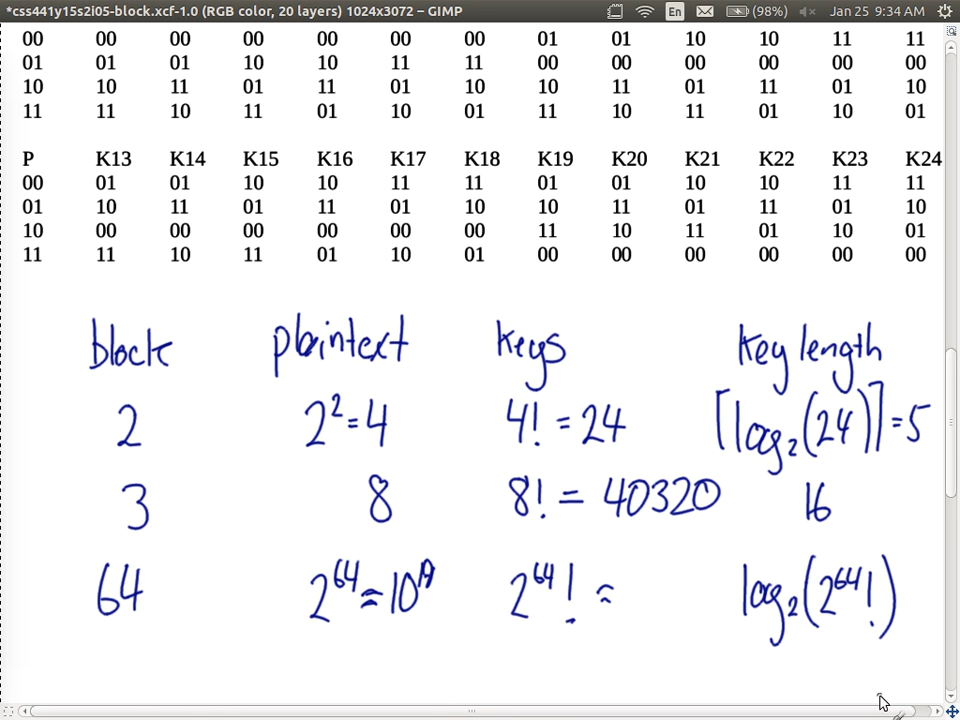 *css441y15s2i05-block.xcf-1.0 (RGB color, 20 layers) 1024x3072 – GIMP En (98%) Jan 25 9:34 AM
00 00 00 00 00 00 00 01 01 10 10 11 11
01 01 01 10 10 11 11 00 00 00 00 00 00
10 10 11 01 11 01 10 10 11 01 11 01 10
11 11 10 11 01 10 01 11 10 11 01 10 01
P K13 K14 K15 K16 K17 K18 K19 K20 K21 K22 K23 K24
00 01 01 10 10 11 11 01 01 10 10 11 11
01 10 11 01 11 01 10 10 11 01 11 01 10
10 00 00 00 00 00 00 11 10 11 01 10 01
11 11 10 11 01 10 01 00 00 00 00 00 00
block plaintext keys key length
2 2²=4 4! = 24 ⌈log₂(24)⌉=5
3 8 8! = 40320 16
64 2⁶⁴≈10¹⁹ 2⁶⁴! ≈ log₂(2⁶⁴!)